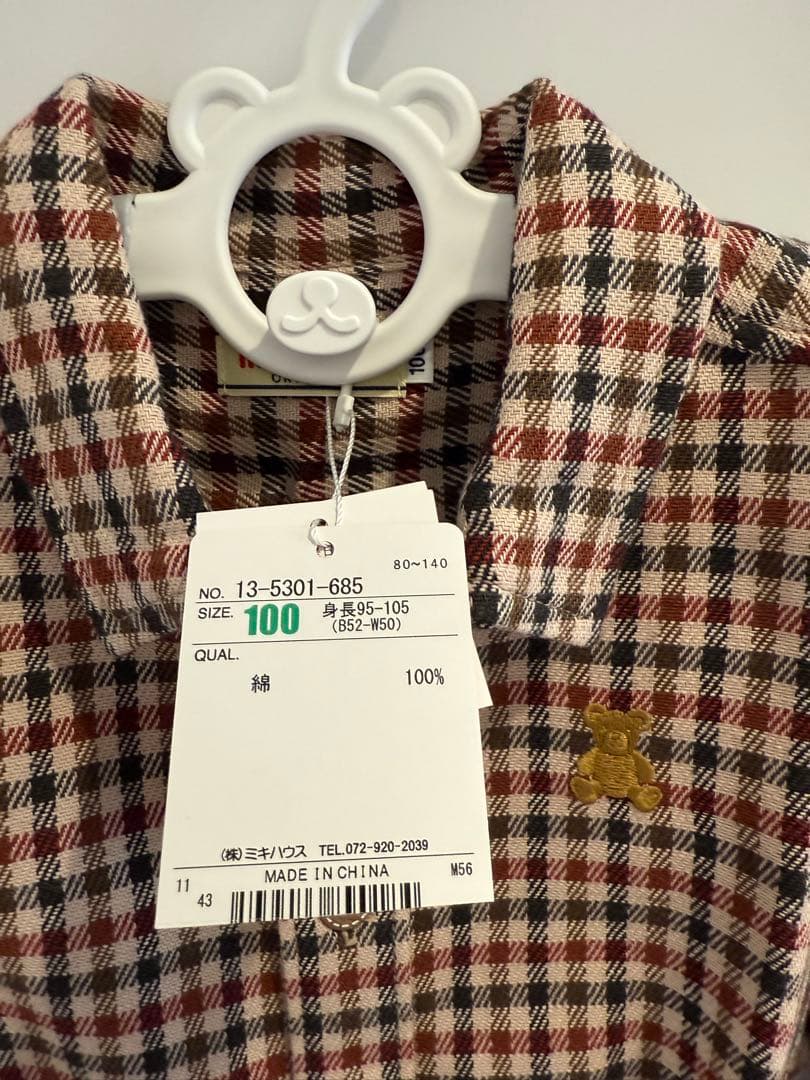 100
80~140
NO. 13-5301-685
SIZE. 100 身長95-105
(B52-W50)
QUAL.
綿 100%
(株)ミキハウス TEL.072-920-2039
MADE IN CHINA M56
11
43